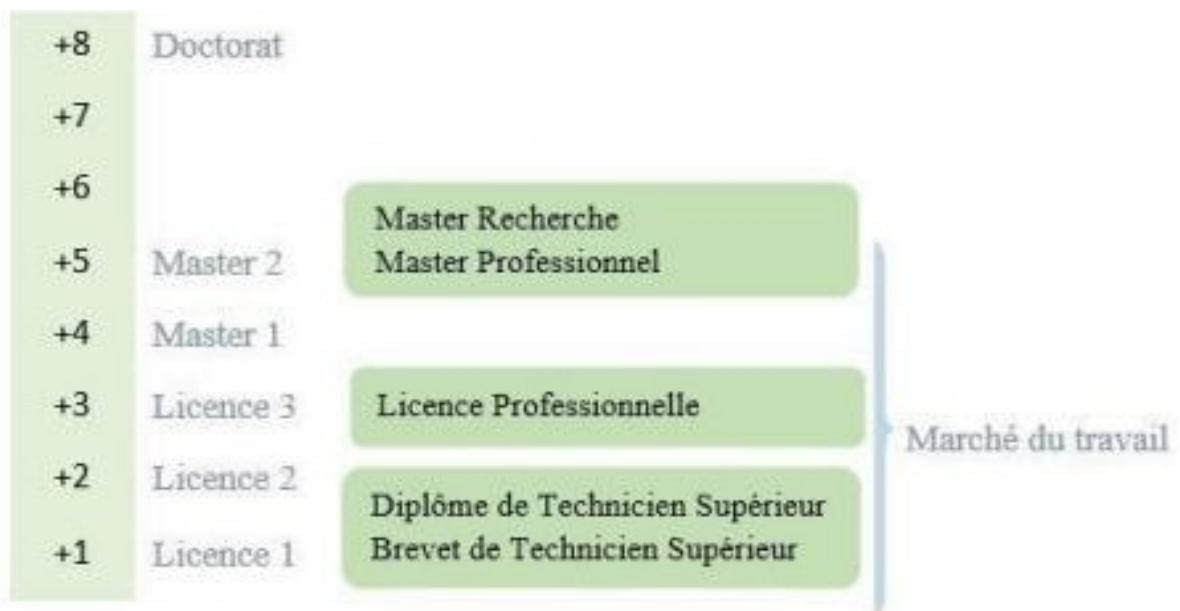 +8 Doctorat
+7
+6
Master Recherche
+5 Master 2 Master Professionnel
+4 Master 1
+3 Licence 3 Licence Professionnelle
Marché du travail
+2 Licence 2
Diplôme de Technicien Supérieur
+1 Licence 1 Brevet de Technicien Supérieur